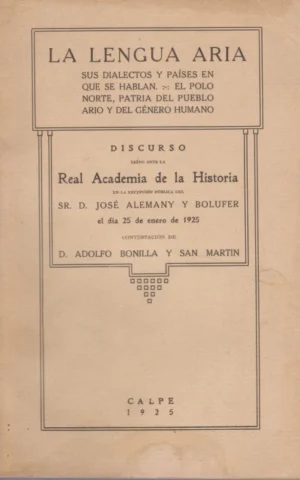 LA LENGUA ARIA
SUS DIALECTOS Y PAÍSES EN
QUE SE HABLAN. EL POLO
NORTE, PATRIA DEL PUEBLO
ARIO Y DEL GÉNERO HUMANO
DISCURSO
LEÍDO ANTE LA
Real Academia de la Historia
EN LA RECEPCIÓN PÚBLICA DEL
SR. D. JOSÉ ALEMANY Y BOLUFER
el día 25 de enero de 1925
CONTESTACIÓN DE
D. ADOLFO BONILLA Y SAN MARTIN
CALPE
1925